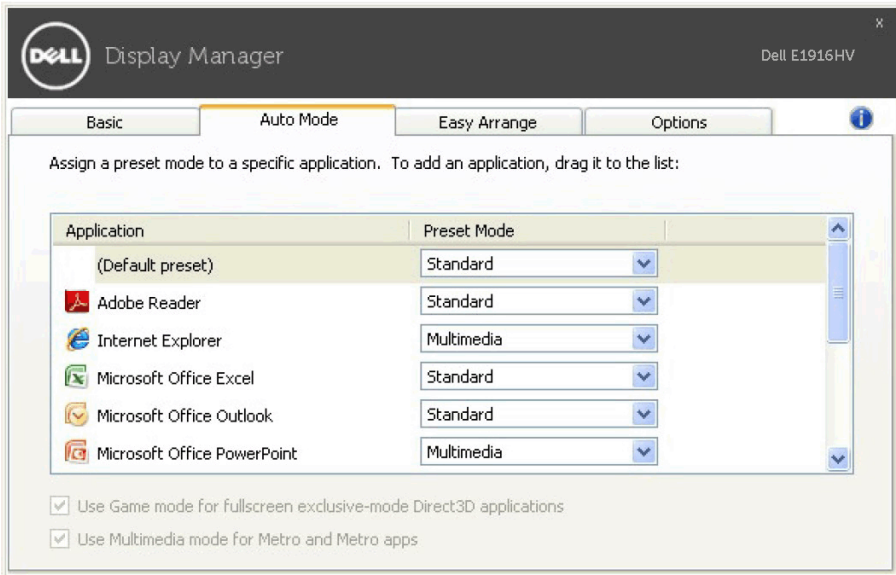 x
DELL Display Manager Dell E1916HV
Basic Auto Mode Easy Arrange Options i
Assign a preset mode to a specific application. To add an application, drag it to the list:
Application Preset Mode
(Default preset) Standard
Adobe Reader Standard
Internet Explorer Multimedia
Microsoft Office Excel Standard
Microsoft Office Outlook Standard
Microsoft Office PowerPoint Multimedia
Use Game mode for fullscreen exclusive-mode Direct3D applications
Use Multimedia mode for Metro and Metro apps